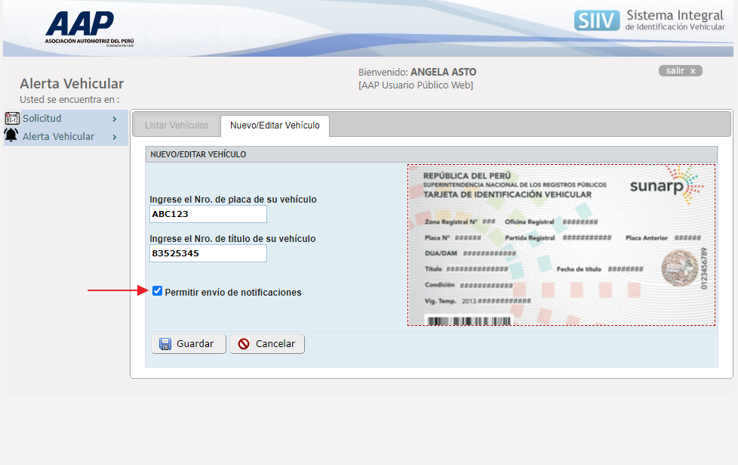 AAP
ASOCIACIÓN AUTOMOTRIZ DEL PERÚ
FUNDADA EN 1926
SIIV Sistema Integral
de Identificación Vehicular
Alerta Vehicular
Usted se encuentra en :
Bienvenido: ANGELA ASTO
[AAP Usuario Público Web]
salir x
Solicitud
Alerta Vehicular
Listar Vehículos
Nuevo/Editar Vehículo
NUEVO/EDITAR VEHÍCULO
Ingrese el Nro. de placa de su vehículo
ABC123
Ingrese el Nro. de título de su vehículo
83525345
Permitir envío de notificaciones
Guardar
Cancelar
REPÚBLICA DEL PERÚ
SUPERINTENDENCIA NACIONAL DE LOS REGISTROS PÚBLICOS
TARJETA DE IDENTIFICACIÓN VEHICULAR
sunarp
Zona Registral N° ### Oficina Registral ########
Placa N° ###### Partida Registral ########### Placa Anterior ######
DUA/DAM ############
Título ############## Fecha de título ########
Condición ############
Vig. Temp. 2013-############
0123456789